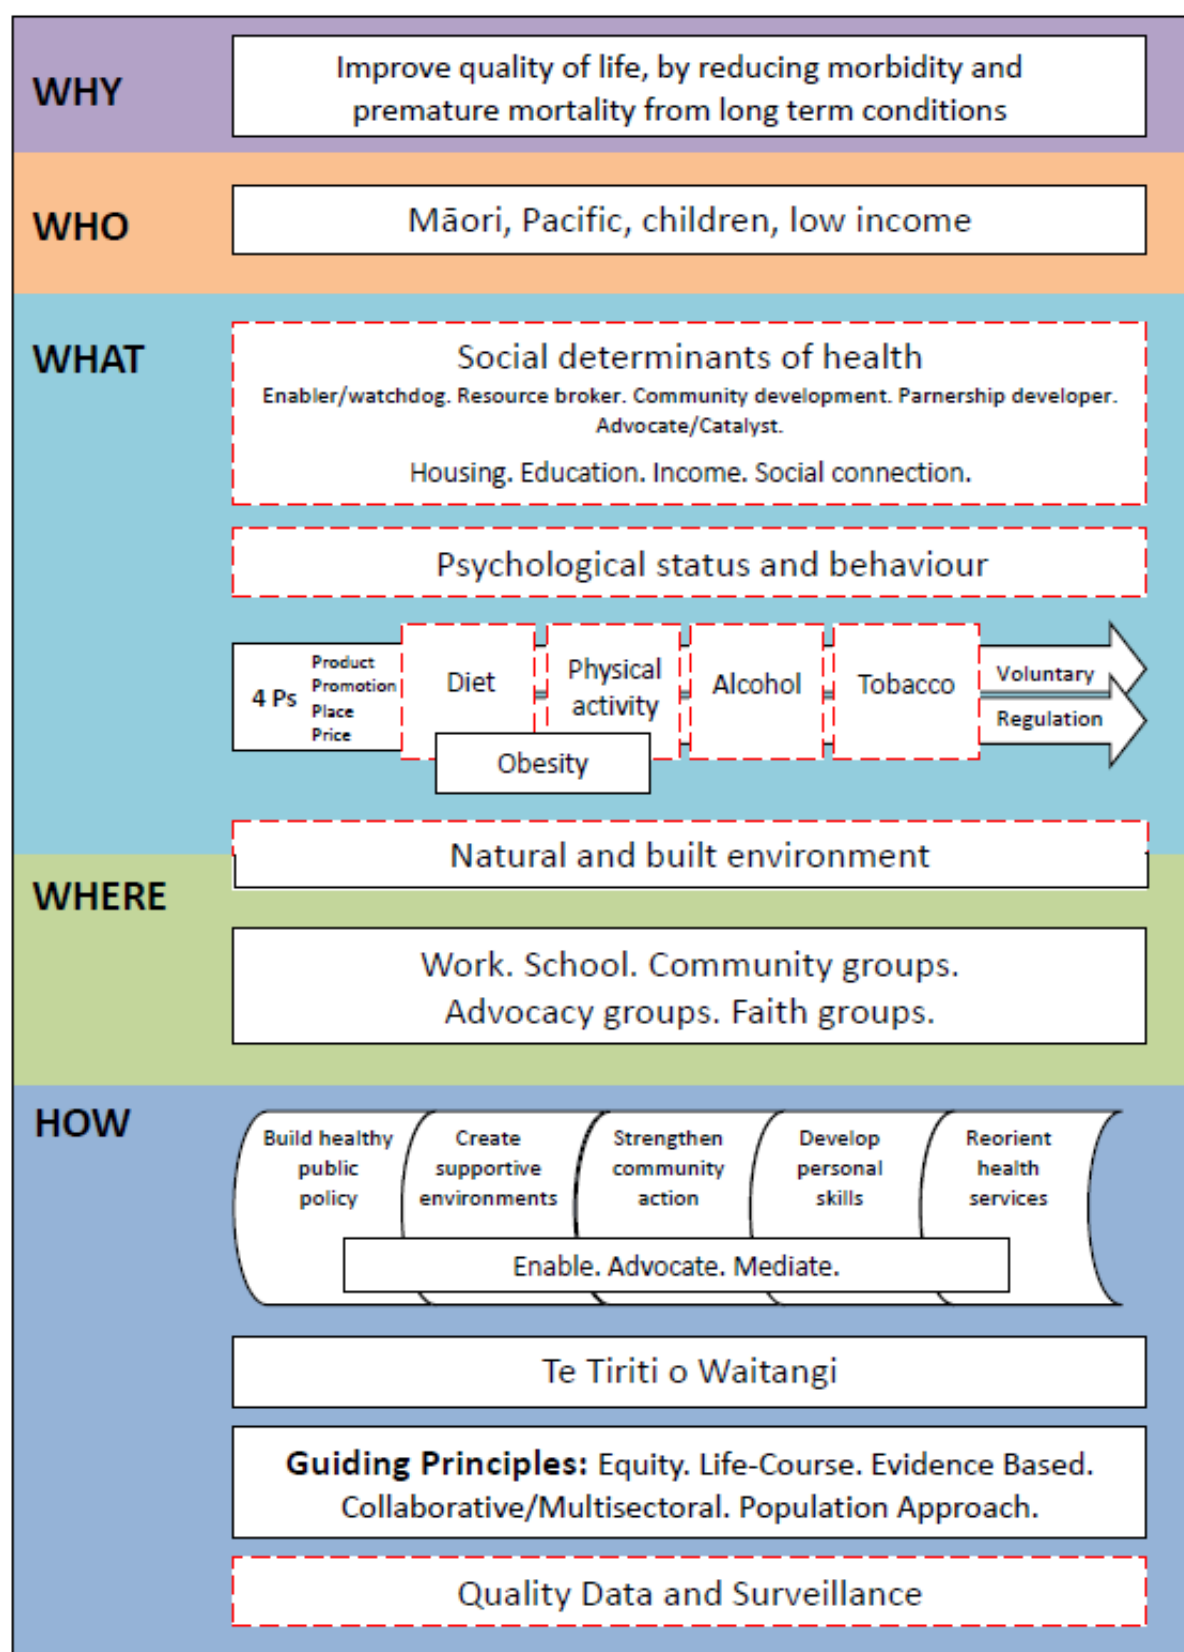 WHY
Improve quality of life, by reducing morbidity and
premature mortality from long term conditions
WHO
Māori, Pacific, children, low income
WHAT
Social determinants of health
Enabler/watchdog. Resource broker. Community development. Parnership developer.
Advocate/Catalyst.
Housing. Education. Income. Social connection.
Psychological status and behaviour
4 Ps
Product
Promotion
Place
Price
Diet
Physical
activity
Obesity
Alcohol
Tobacco
Voluntary
Regulation
Natural and built environment
WHERE
Work. School. Community groups.
Advocacy groups. Faith groups.
HOW
Build healthy
public
policy
Create
supportive
environments
Strengthen
community
action
Develop
personal
skills
Reorient
health
services
Enable. Advocate. Mediate.
Te Tiriti o Waitangi
Guiding Principles: Equity. Life-Course. Evidence Based.
Collaborative/Multisectoral. Population Approach.
Quality Data and Surveillance